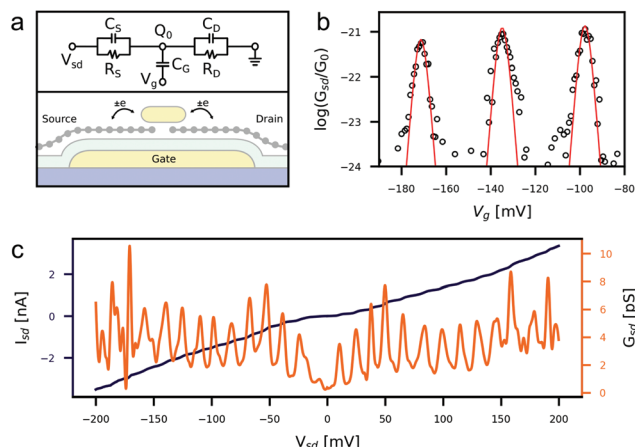 a
C_S Q_0 C_D
V_sd R_S V_g C_G R_D
±e ±e
Source Drain
Gate
b
log(G_sd/G_0)
−21
−22
−23
−24
−180 −160 −140 −120 −100 −80
V_g [mV]
c
I_sd [nA]
2
0
−2
10
8
6
4
2
0
G_sd [pS]
−200 −150 −100 −50 0 50 100 150 200
V_sd [mV]